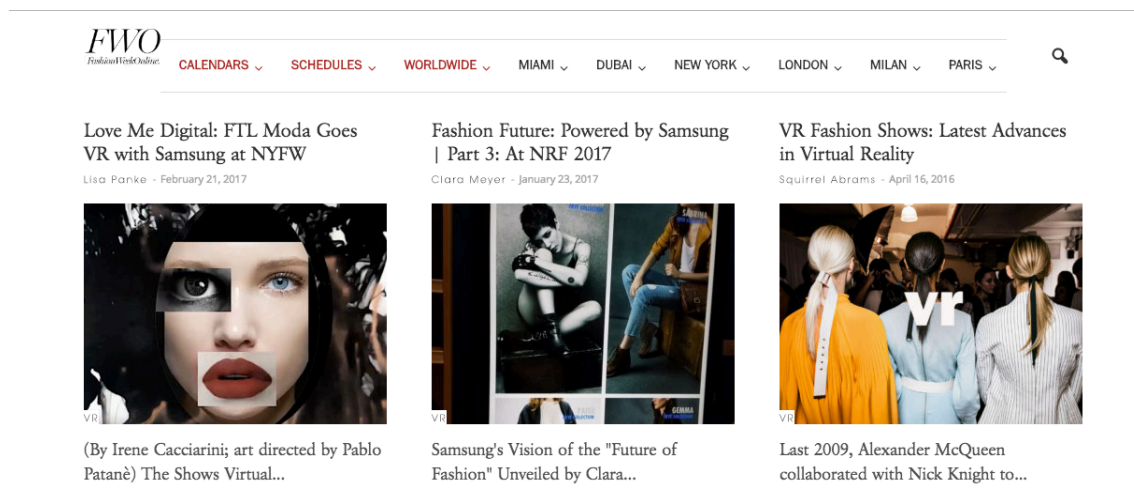 FWO
FashionWeekOnline.
CALENDARS SCHEDULES WORLDWIDE MIAMI DUBAI NEW YORK LONDON MILAN PARIS
Love Me Digital: FTL Moda Goes
VR with Samsung at NYFW
Lisa Panke - February 21, 2017
VR
(By Irene Cacciarini; art directed by Pablo
Patanè) The Shows Virtual...
Fashion Future: Powered by Samsung
| Part 3: At NRF 2017
Clara Meyer - January 23, 2017
SABRINA
GEMMA
VR
Samsung's Vision of the "Future of
Fashion" Unveiled by Clara...
VR Fashion Shows: Latest Advances
in Virtual Reality
Squirrel Abrams - April 16, 2016
vr
VR
Last 2009, Alexander McQueen
collaborated with Nick Knight to...